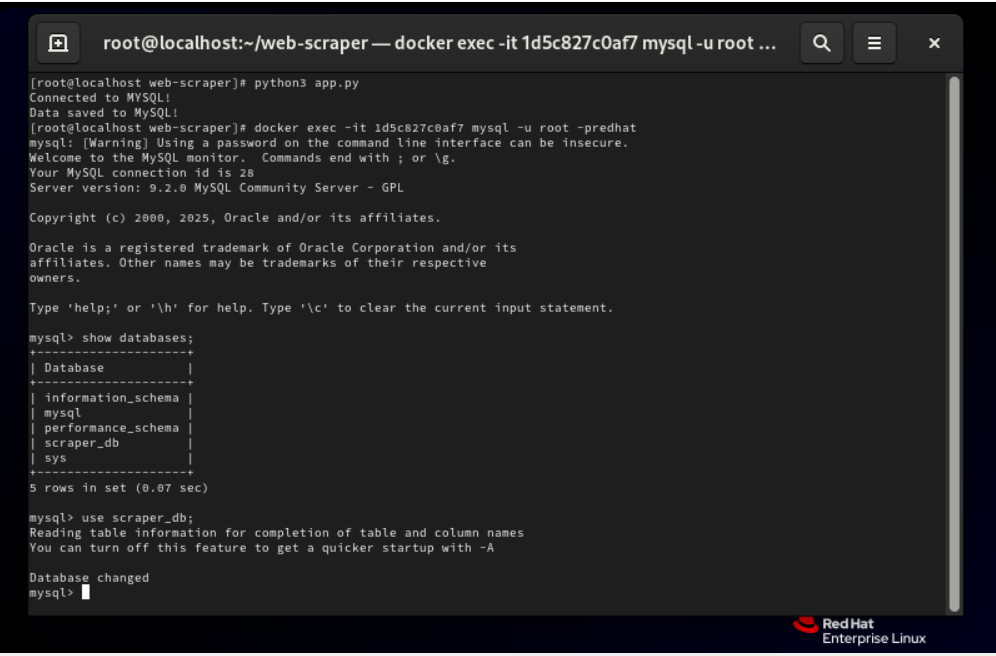 root@localhost:~/web-scraper — docker exec -it 1d5c827c0af7 mysql -u root ...
[root@localhost web-scraper]# python3 app.py
Connected to MYSQL!
Data saved to MySQL!
[root@localhost web-scraper]# docker exec -it 1d5c827c0af7 mysql -u root -predhat
mysql: [Warning] Using a password on the command line interface can be insecure.
Welcome to the MySQL monitor.  Commands end with ; or \g.
Your MySQL connection id is 28
Server version: 9.2.0 MySQL Community Server - GPL
Copyright (c) 2000, 2025, Oracle and/or its affiliates.
Oracle is a registered trademark of Oracle Corporation and/or its
affiliates. Other names may be trademarks of their respective
owners.
Type 'help;' or '\h' for help. Type '\c' to clear the current input statement.
mysql> show databases;
+--------------------+
| Database           |
+--------------------+
| information_schema |
| mysql              |
| performance_schema |
| scraper_db         |
| sys                |
+--------------------+
5 rows in set (0.07 sec)
mysql> use scraper_db;
Reading table information for completion of table and column names
You can turn off this feature to get a quicker startup with -A
Database changed
mysql>
Red Hat
Enterprise Linux